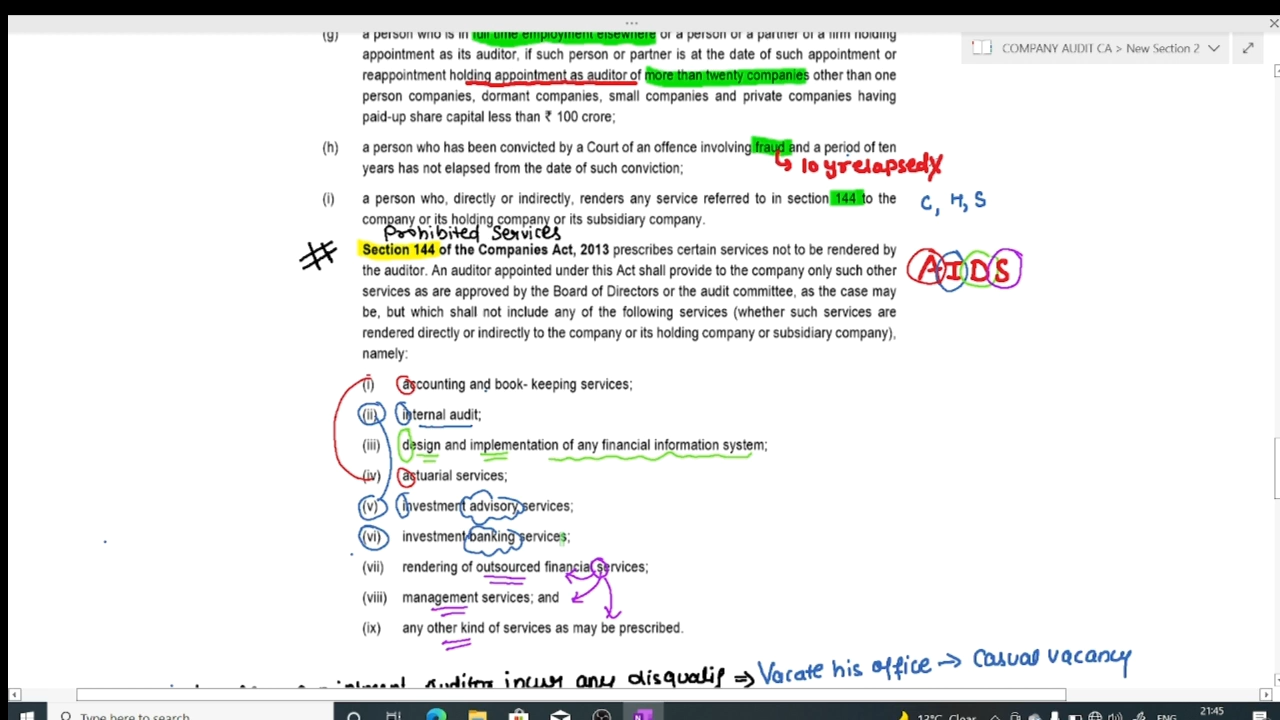 (g) a person who is in full time employment elsewhere or a person or a partner of a firm holding
COMPANY AUDIT CA > New Section 2
appointment as its auditor, if such person or partner is at the date of such appointment or
reappointment holding appointment as auditor of more than twenty companies other than one
person companies, dormant companies, small companies and private companies having
paid-up share capital less than ₹ 100 crore;
(h) a person who has been convicted by a Court of an offence involving fraud and a period of ten
years has not elapsed from the date of such conviction;
10 yr elapsed X
(i) a person who, directly or indirectly, renders any service referred to in section 144 to the
C, H, S
company or its holding company or its subsidiary company.
Prohibited Services
# Section 144 of the Companies Act, 2013 prescribes certain services not to be rendered by
the auditor. An auditor appointed under this Act shall provide to the company only such other
AIDS
services as are approved by the Board of Directors or the audit committee, as the case may
be, but which shall not include any of the following services (whether such services are
rendered directly or indirectly to the company or its holding company or subsidiary company),
namely:
(i) accounting and book- keeping services;
(ii) internal audit;
(iii) design and implementation of any financial information system;
(iv) actuarial services;
(v) investment advisory services;
(vi) investment banking services;
(vii) rendering of outsourced financial services;
(viii) management services; and
(ix) any other kind of services as may be prescribed.
auditor incur any disqualif ⇒ Vacate his office → Casual vacancy
Type here to search
13°C Clear
ENG
21:45